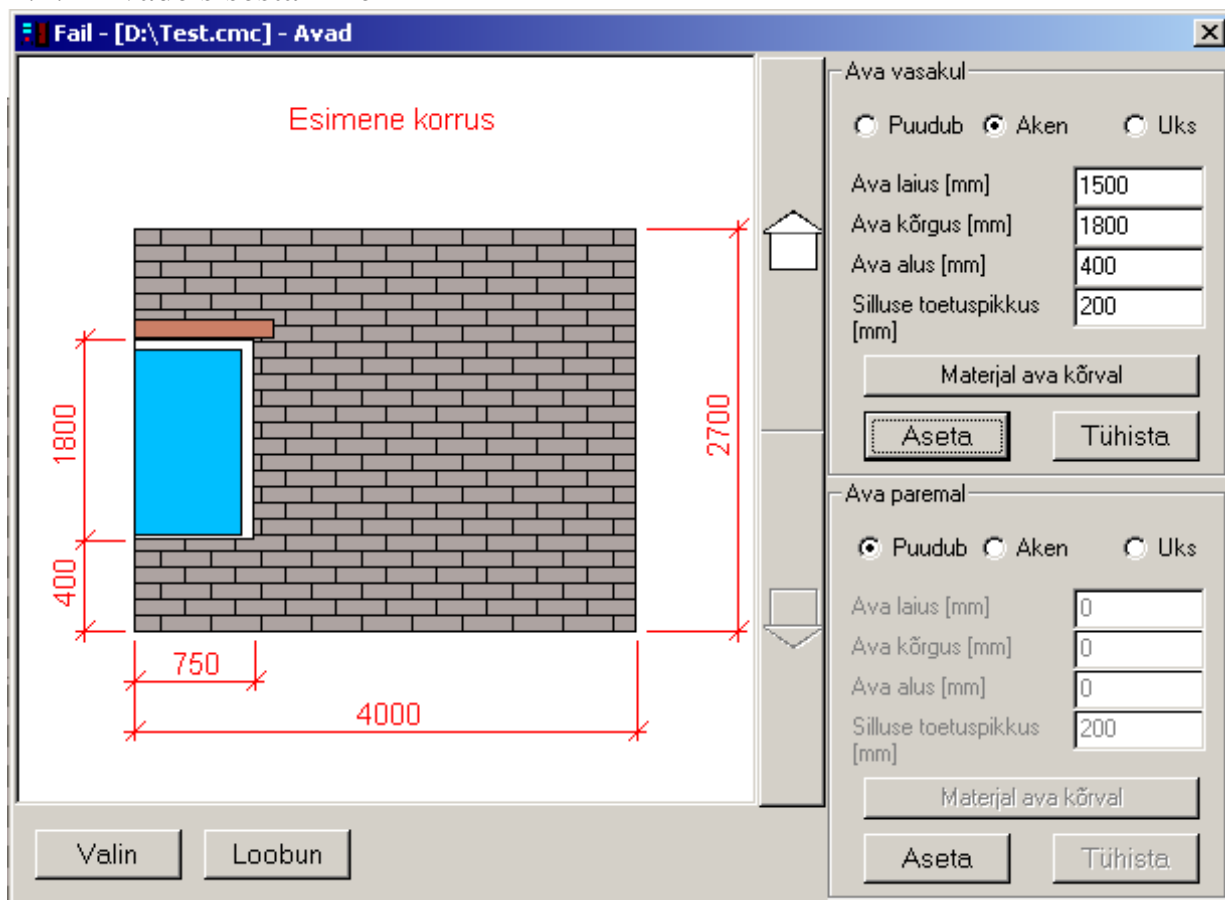 Fail - [D:\Test.cmc] - Avad
Esimene korrus
1800
400
750
4000
2700
Valin
Loobun
Ava vasakul
Puudub Aken Uks
Ava laius [mm] 1500
Ava kõrgus [mm] 1800
Ava alus [mm] 400
Silluse toetuspikkus 200
[mm]
Materjal ava kõrval
Aseta Tühista
Ava paremal
Puudub Aken Uks
Ava laius [mm] 0
Ava kõrgus [mm] 0
Ava alus [mm] 0
Silluse toetuspikkus 200
[mm]
Materjal ava kõrval
Aseta Tühista